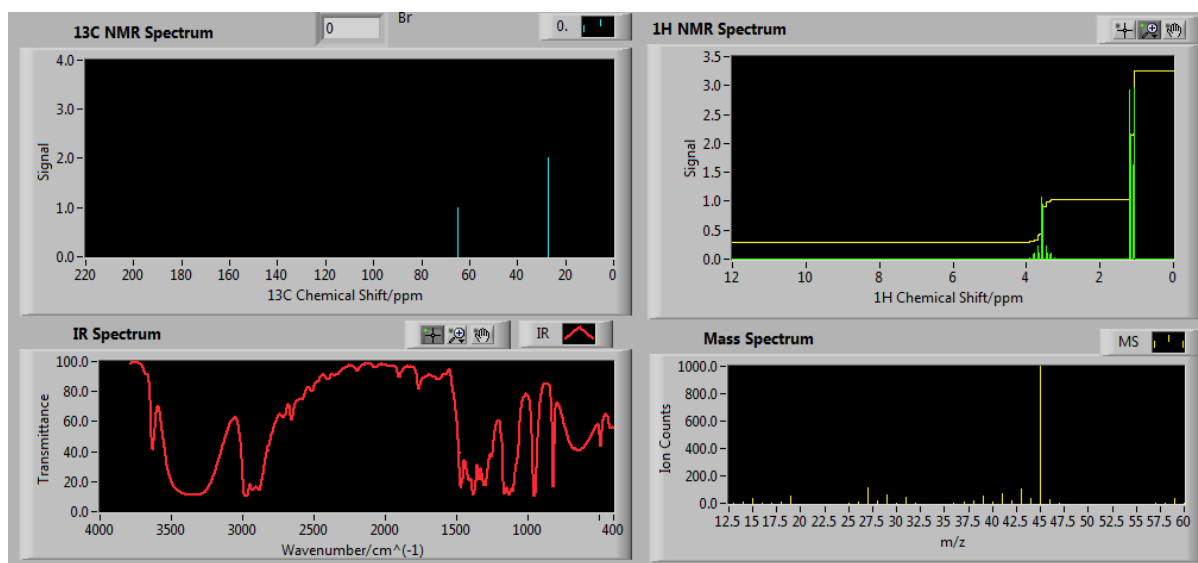 13C NMR Spectrum
0
Br
0.
4.0
3.0
2.0
1.0
0.0
Signal
220 200 180 160 140 120 100 80 60 40 20 0
13C Chemical Shift/ppm
1H NMR Spectrum
3.5
3.0
2.5
2.0
1.5
1.0
0.5
0.0
Signal
12 10 8 6 4 2 0
1H Chemical Shift/ppm
IR Spectrum
IR
100.0
80.0
60.0
40.0
20.0
0.0
Transmittance
4000 3500 3000 2500 2000 1500 1000 400
Wavenumber/cm^(-1)
Mass Spectrum
MS
1000.0
800.0
600.0
400.0
200.0
0.0
Ion Counts
12.5 15 17.5 20 22.5 25 27.5 30 32.5 35 37.5 40 42.5 45 47.5 50 52.5 55 57.5 60
m/z